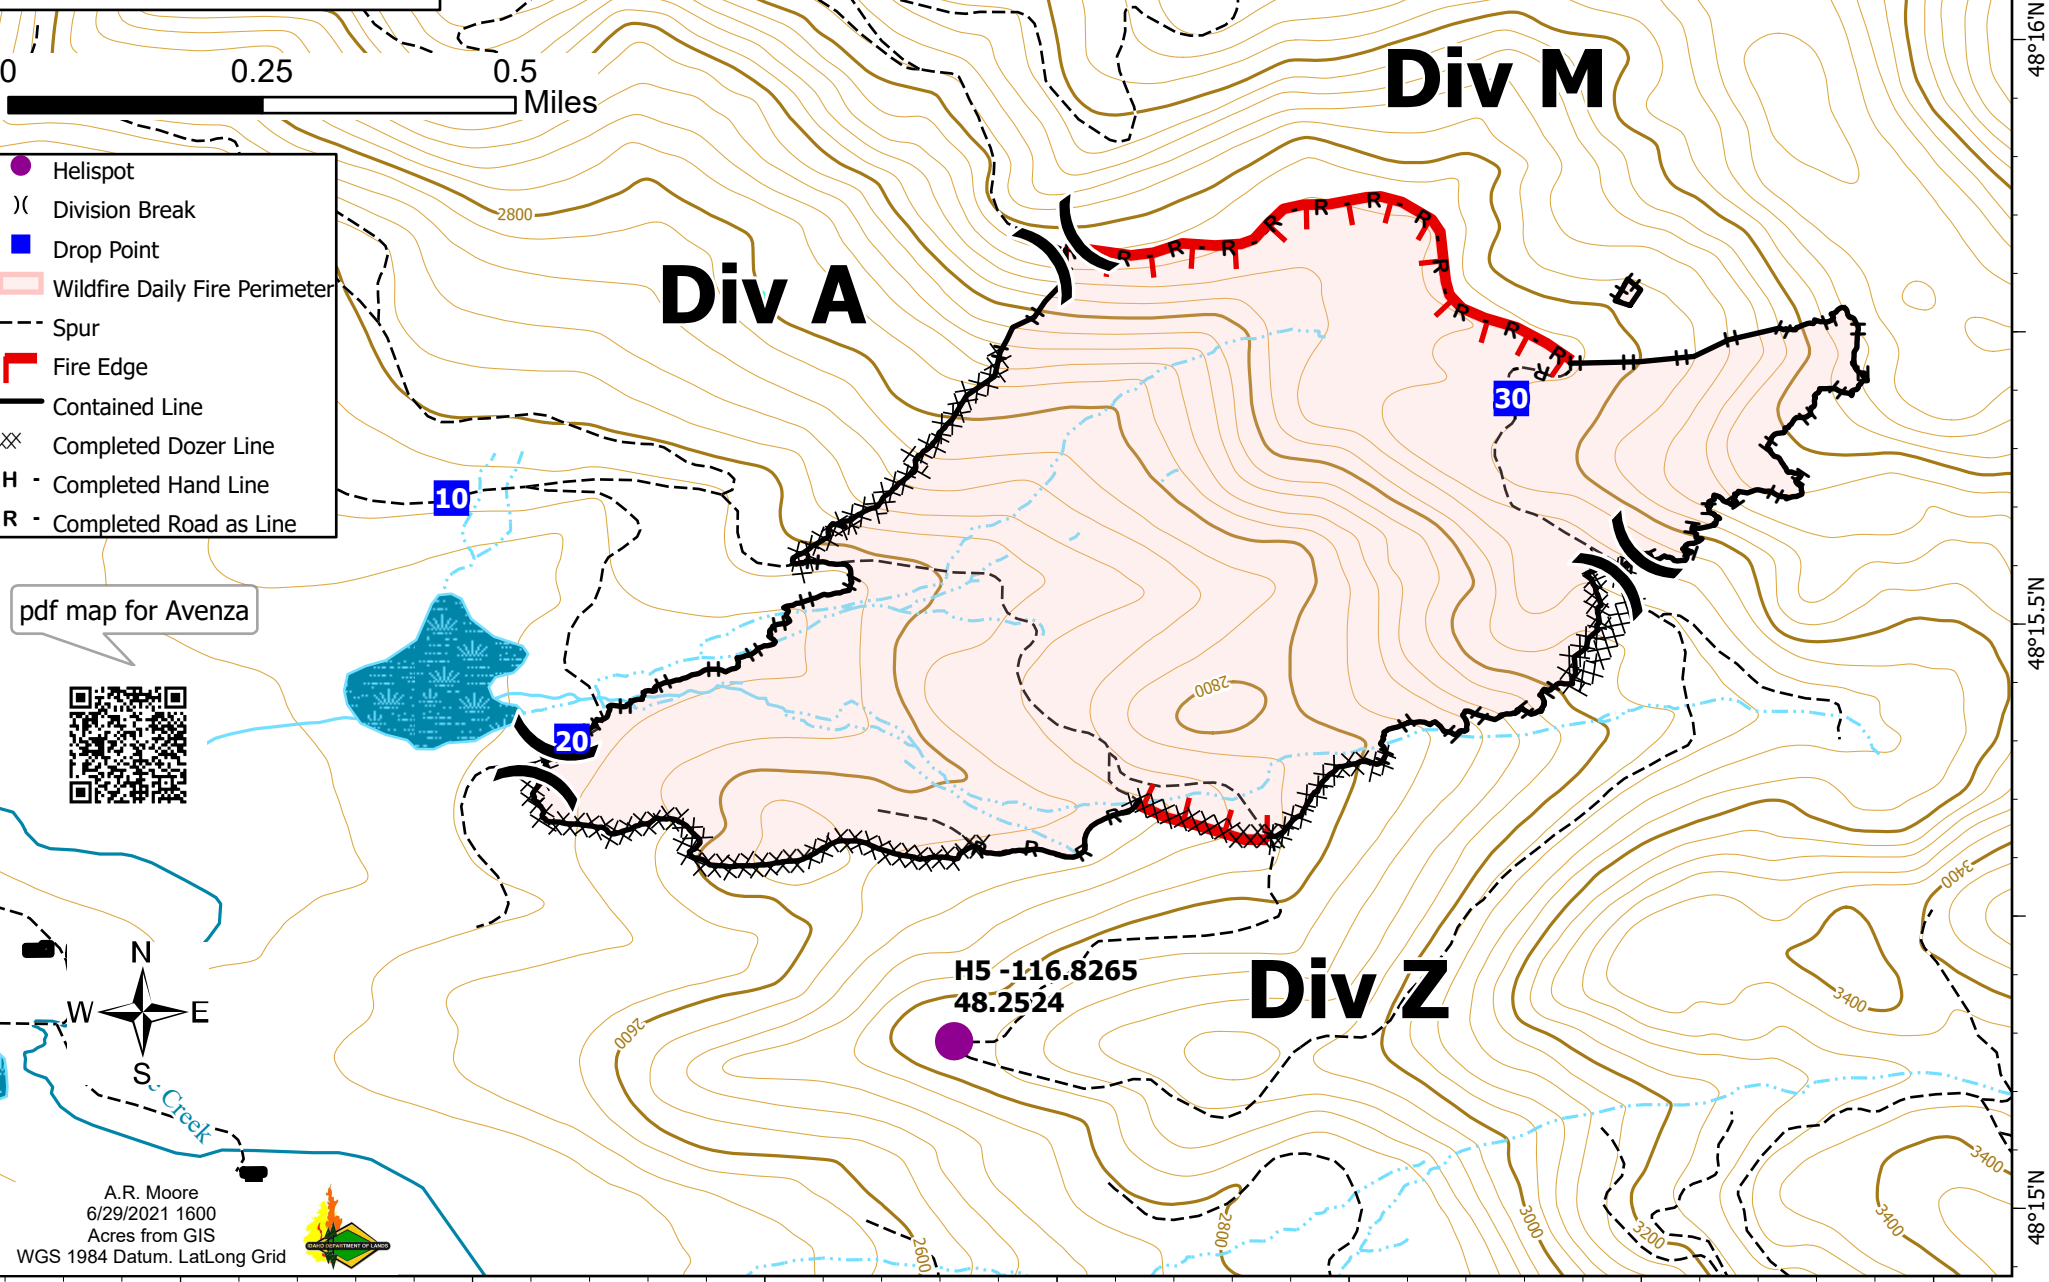 0 0.25 0.5
Miles
Helispot
)( Division Break
Drop Point
Wildfire Daily Fire Perimeter
Spur
Fire Edge
Contained Line
Completed Dozer Line
H - Completed Hand Line
R - Completed Road as Line
pdf map for Avenza
Div M
Div A
Div Z
10
20
30
H5 -116.8265
48.2524
2800
2800
2600
2600
2800
3000
3200
3400
3400
3400
3400
48°16'N
48°15.5'N
48°15'N
N
W E
S
Creek
A.R. Moore
6/29/2021 1600
Acres from GIS
WGS 1984 Datum. LatLong Grid
IDAHO DEPARTMENT OF LANDS